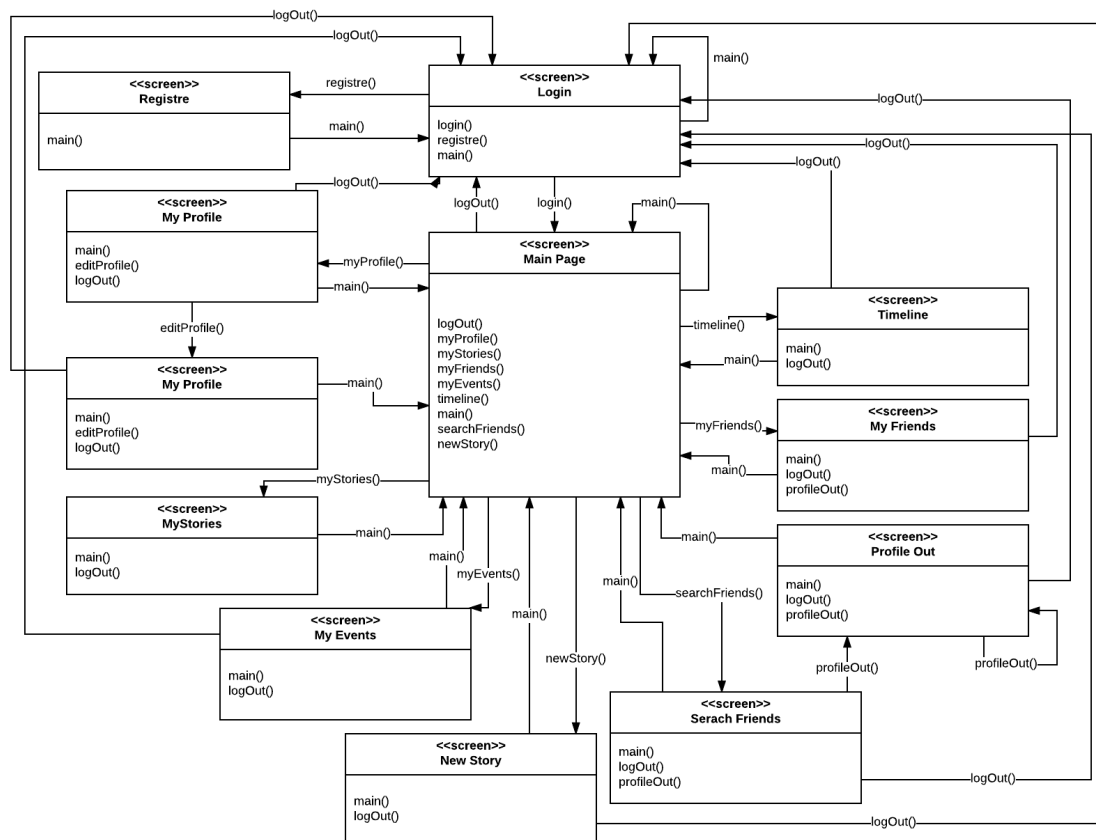 logOut()
logOut()
<<screen>>
Registre
main()
registre()
main()
<<screen>>
Login
login()
registre()
main()
main()
logOut()
logOut()
logOut()
logOut()
logOut()
login()
main()
<<screen>>
My Profile
main()
editProfile()
logOut()
myProfile()
main()
editProfile()
<<screen>>
Main Page
logOut()
myProfile()
myStories()
myFriends()
myEvents()
timeline()
main()
searchFriends()
newStory()
timeline()
main()
<<screen>>
Timeline
main()
logOut()
<<screen>>
My Profile
main()
editProfile()
logOut()
main()
myFriends()
main()
<<screen>>
My Friends
main()
logOut()
profileOut()
myStories()
<<screen>>
MyStories
main()
logOut()
main()
main()
myEvents()
main()
main()
searchFriends()
main()
<<screen>>
Profile Out
main()
logOut()
profileOut()
profileOut()
profileOut()
<<screen>>
My Events
main()
logOut()
newStory()
<<screen>>
Serach Friends
main()
logOut()
profileOut()
logOut()
<<screen>>
New Story
main()
logOut()
logOut()